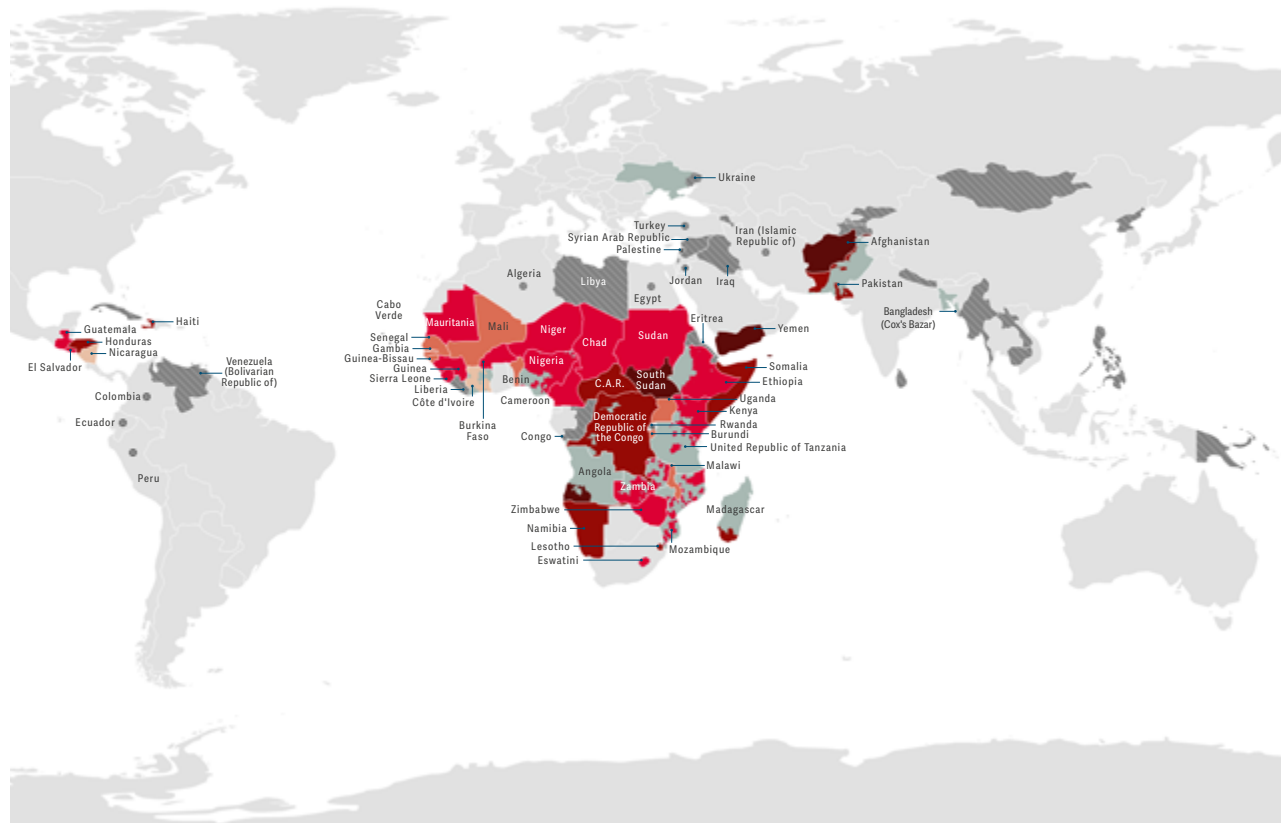 Ukraine
Turkey
Syrian Arab Republic
Palestine
Iran (Islamic
Republic of)
Afghanistan
Algeria
Libya
Egypt
Jordan
Iraq
Pakistan
Cabo
Verde
Mauritania
Mali
Niger
Chad
Sudan
Eritrea
Yemen
Bangladesh
(Cox's Bazar)
Guatemala
Honduras
Nicaragua
El Salvador
Haiti
Venezuela
(Bolivarian
Republic of)
Colombia
Ecuador
Peru
Senegal
Gambia
Guinea-Bissau
Guinea
Sierra Leone
Liberia
Côte d'Ivoire
Burkina
Faso
Benin
Nigeria
Cameroon
C.A.R.
South
Sudan
Somalia
Ethiopia
Uganda
Kenya
Rwanda
Burundi
United Republic of Tanzania
Congo
Democratic
Republic of
the Congo
Malawi
Angola
Zambia
Zimbabwe
Namibia
Lesotho
Eswatini
Mozambique
Madagascar